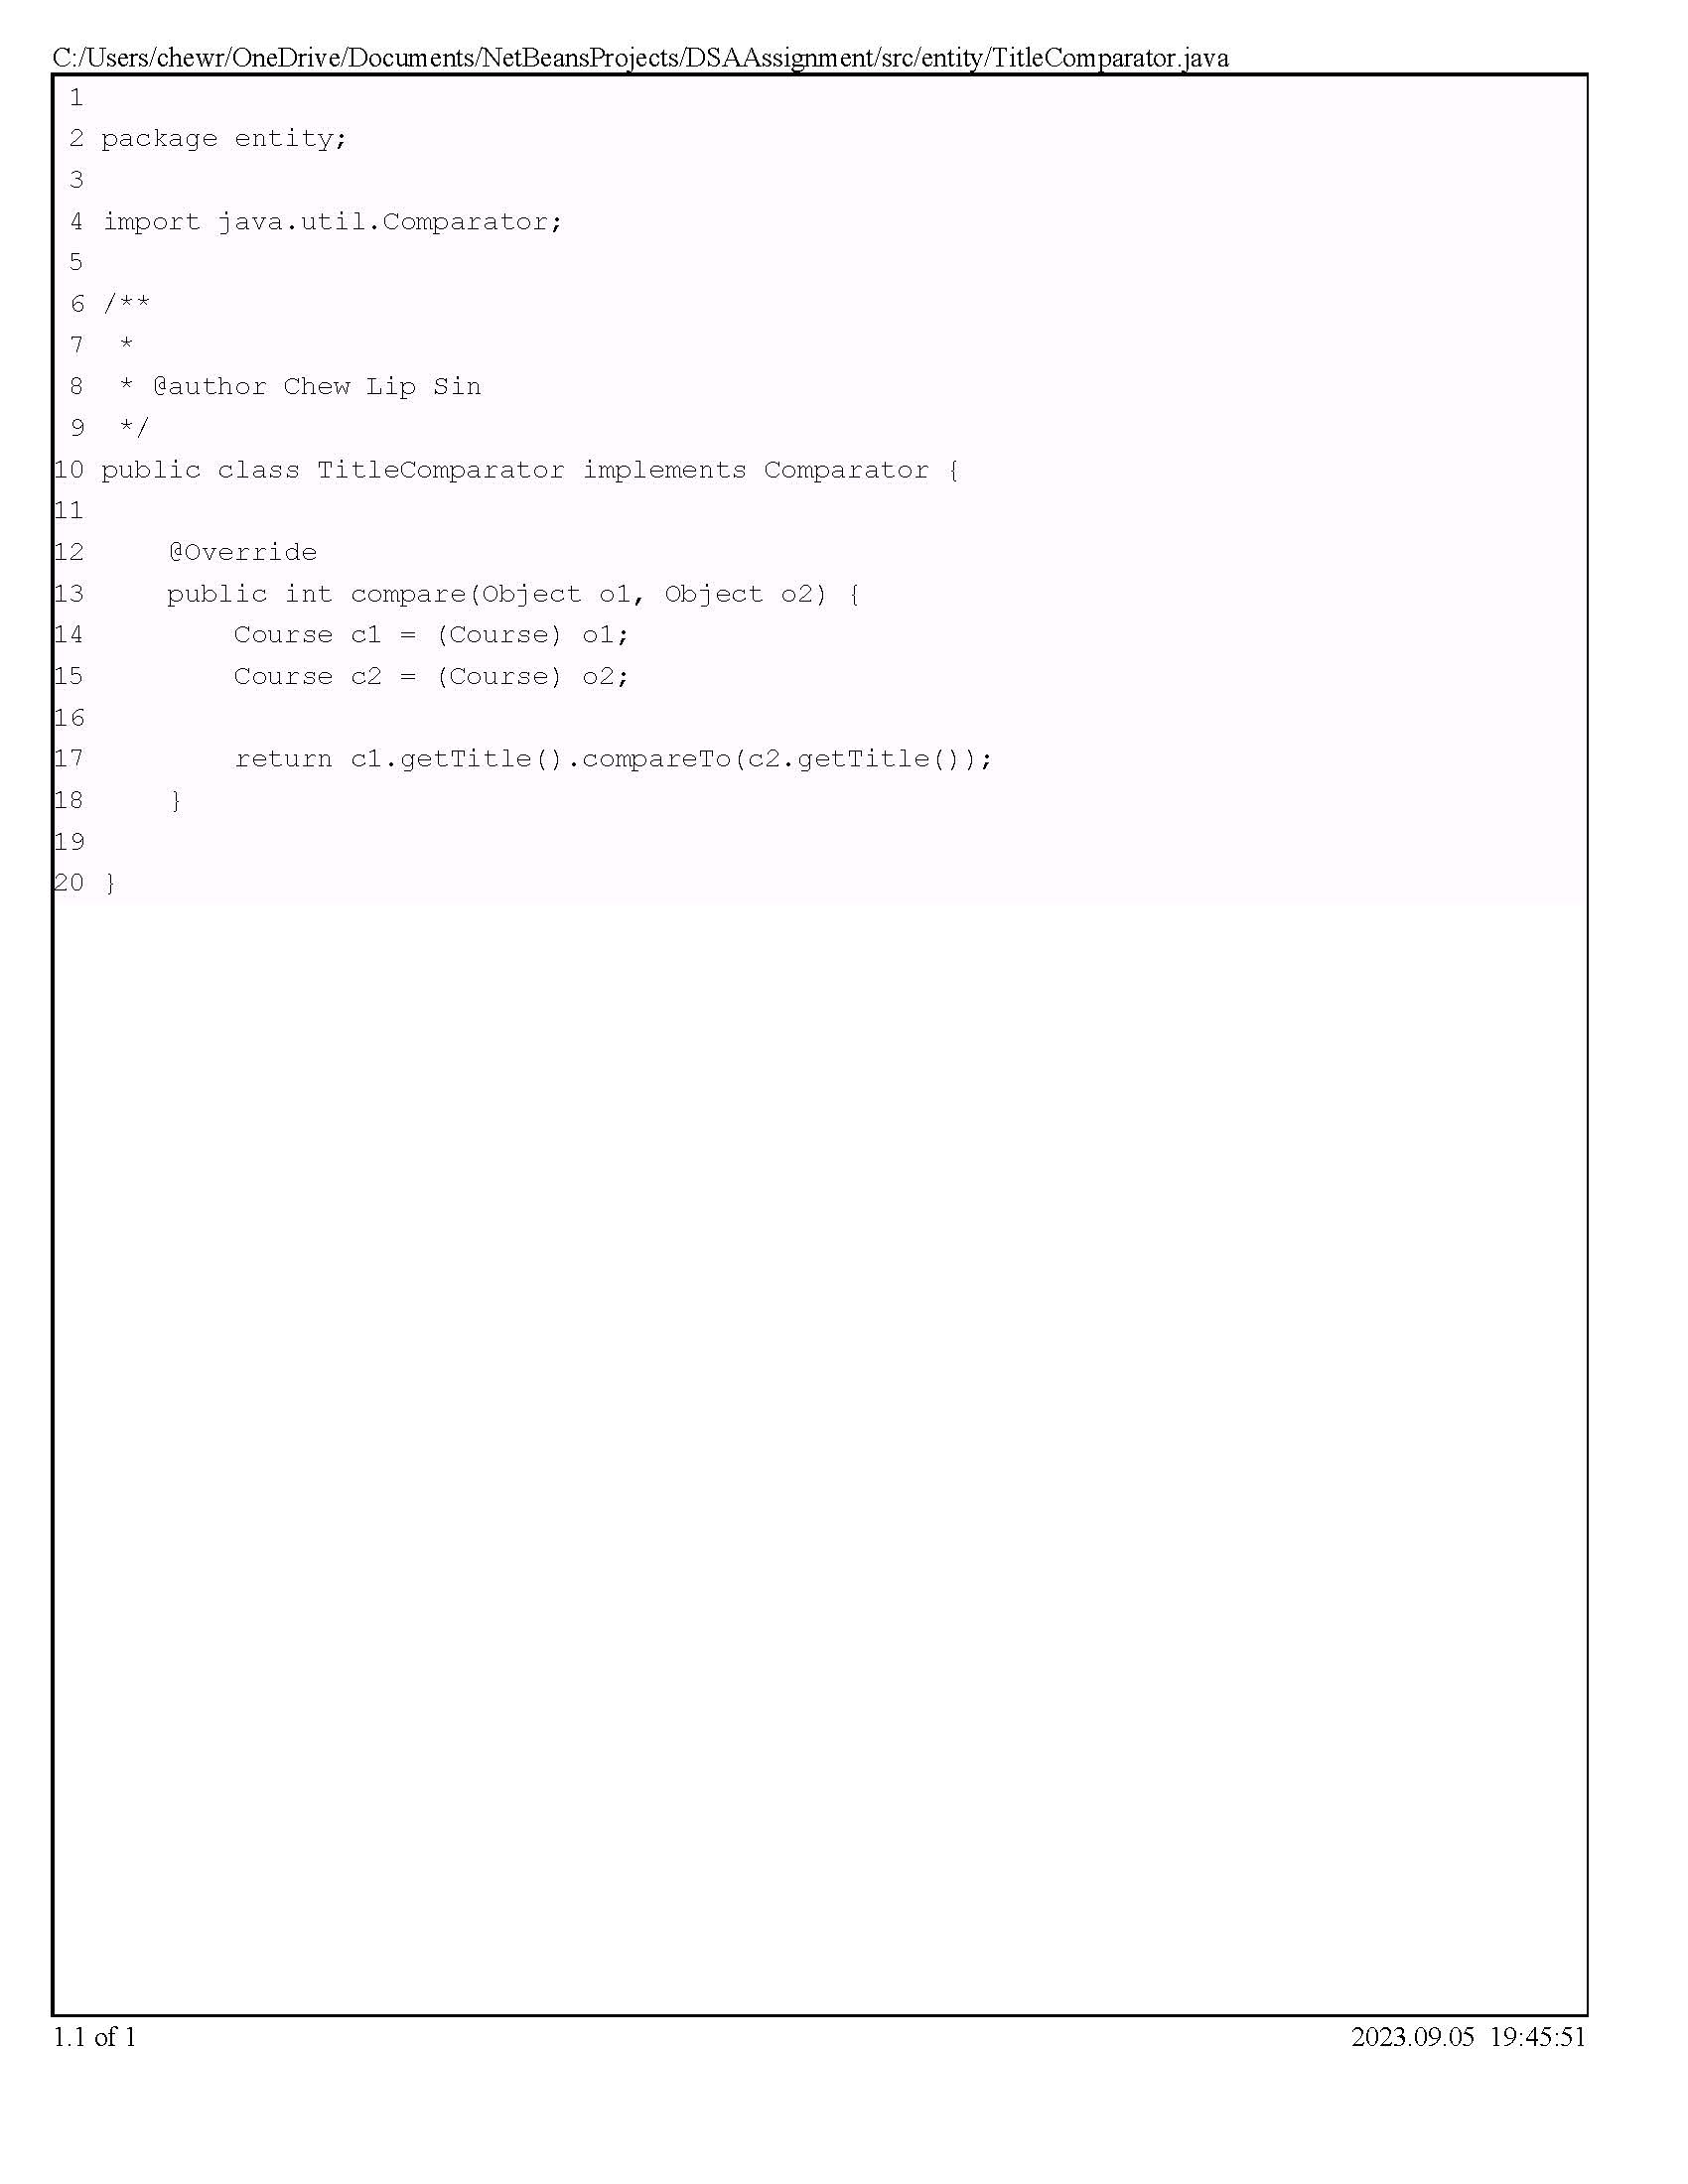 C:/Users/chewr/OneDrive/Documents/NetBeansProjects/DSAAssignment/src/entity/TitleComparator.java
1
2 package entity;
3
4 import java.util.Comparator;
5
6 /**
7  *
8  * @author Chew Lip Sin
9  */
10 public class TitleComparator implements Comparator {
11
12     @Override
13     public int compare(Object o1, Object o2) {
14         Course c1 = (Course) o1;
15         Course c2 = (Course) o2;
16
17         return c1.getTitle().compareTo(c2.getTitle());
18     }
19
20 }
1.1 of 1 2023.09.05 19:45:51